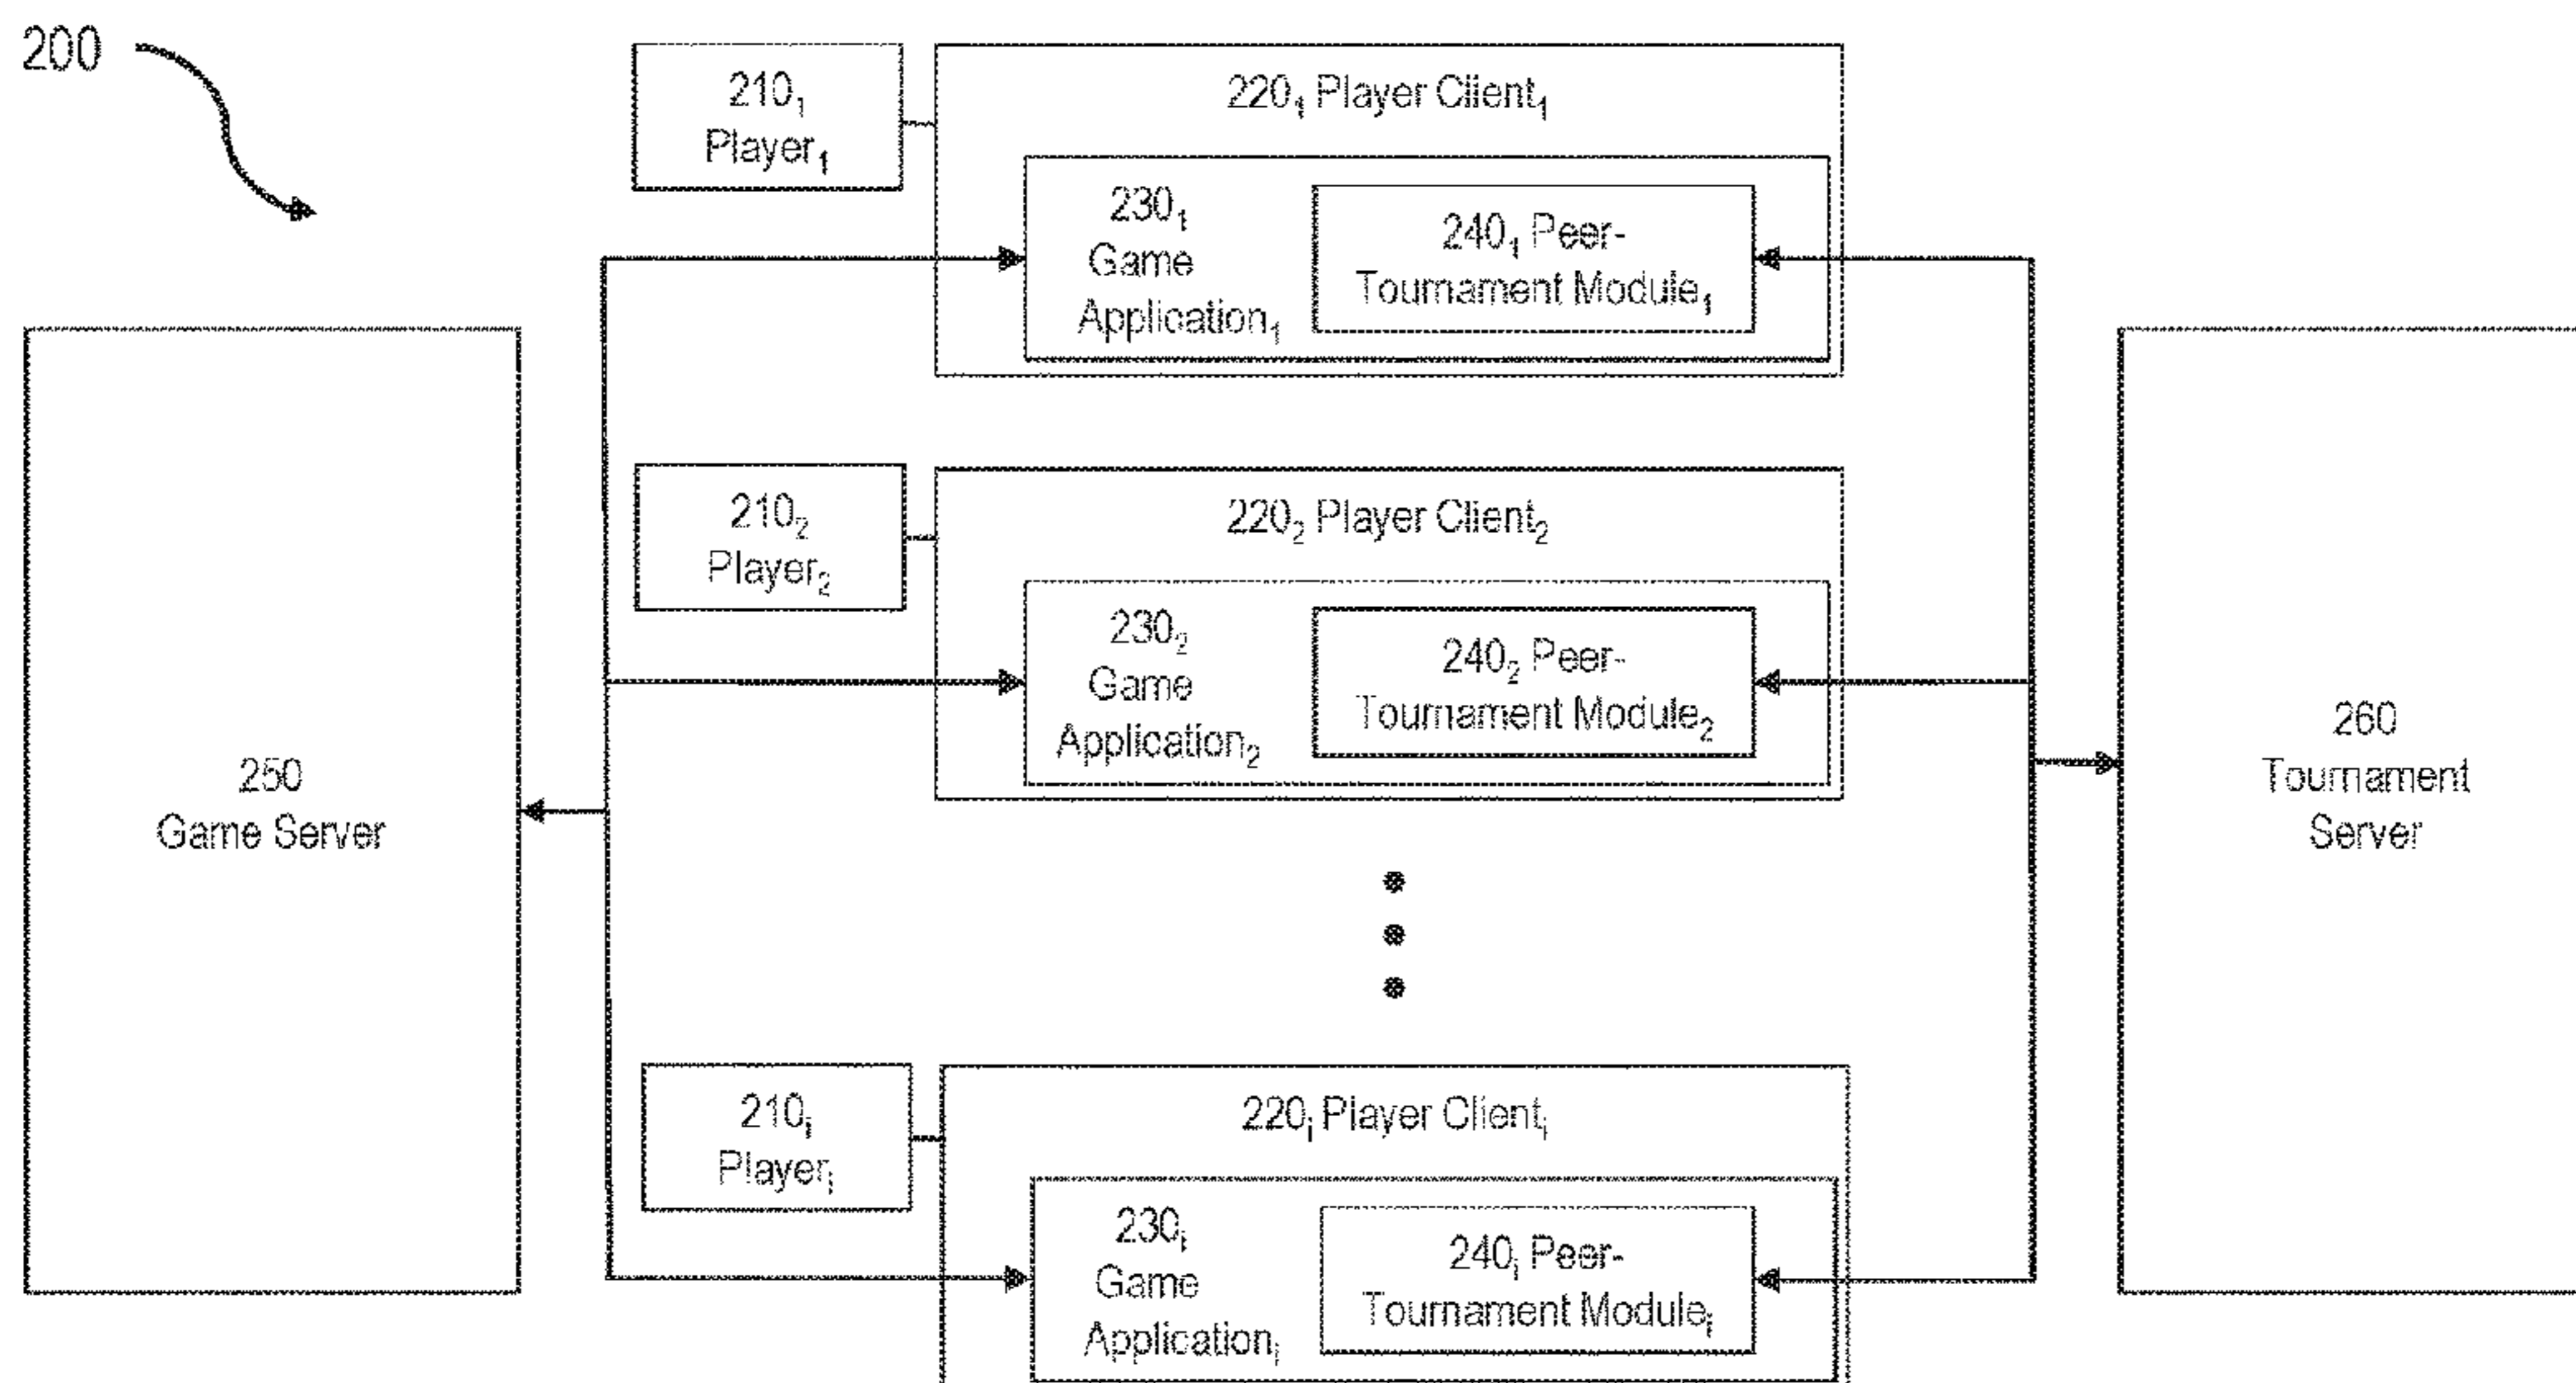 200
210₁
Player₁
220₁ Player Client₁
230₁
Game
Application₁
240₁ Peer-
Tournament Module₁
210₂
Player₂
220₂ Player Client₂
230₂
Game
Application₂
240₂ Peer-
Tournament Module₂
250
Game Server
260
Tournament
Server
210ᵢ
Playerᵢ
220ᵢ Player Clientᵢ
230ᵢ
Game
Applicationᵢ
240ᵢ Peer-
Tournament Moduleᵢ